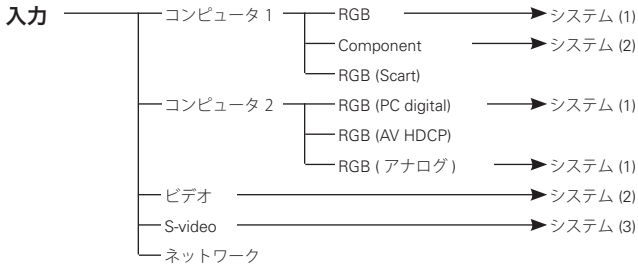 入力 コンピュータ 1 RGB システム (1)
Component システム (2)
RGB (Scart)
コンピュータ 2 RGB (PC digital) システム (1)
RGB (AV HDCP)
RGB ( アナログ ) システム (1)
ビデオ システム (2)
S-video システム (3)
ネットワーク